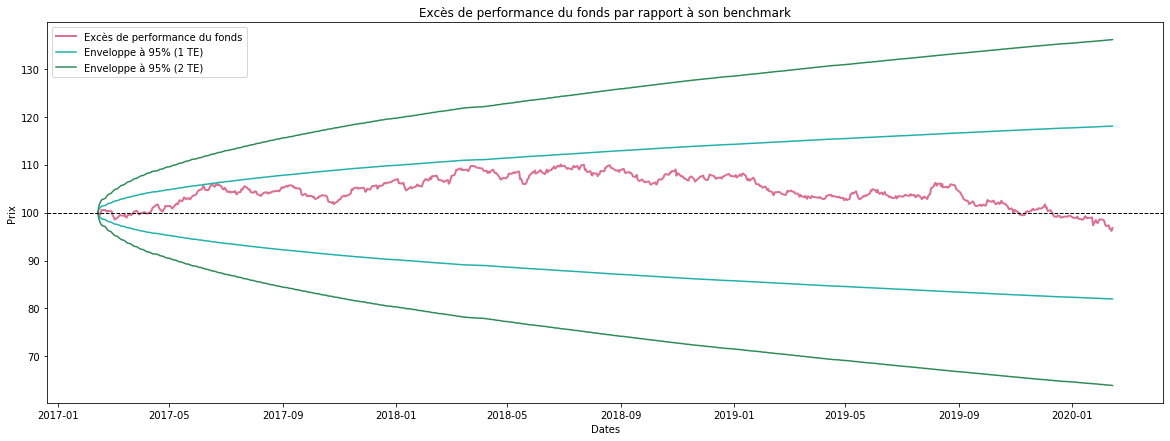 Excès de performance du fonds par rapport à son benchmark
Excès de performance du fonds
Enveloppe à 95% (1 TE)
Enveloppe à 95% (2 TE)
Prix
130
120
110
100
90
80
70
2017-01
2017-05
2017-09
2018-01
2018-05
2018-09
2019-01
2019-05
2019-09
2020-01
Dates